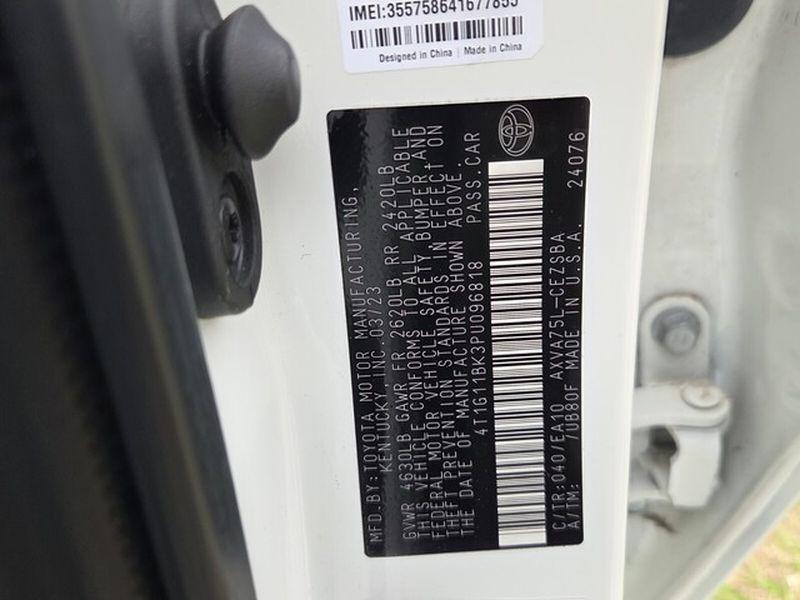 IMEI:355758641677855
Designed in China | Made in China
MFD.BY:TOYOTA MOTOR MANUFACTURING,
KENTUCKY, INC. 03/23
GVWR 4630LB GAWR FR 2620LB RR 2420LB
THIS VEHICLE CONFORMS TO ALL APPLICABLE
FEDERAL MOTOR VEHICLE SAFETY, BUMPER AND
THEFT PREVENTION STANDARDS IN EFFECT ON
THE DATE OF MANUFACTURE SHOWN ABOVE.
4T1G11BK3PU096818 PASS.CAR
C/TR:040/EA10 AXVA75L-CEZSBA
A/TM: /UB80F MADE IN U.S.A. 24076